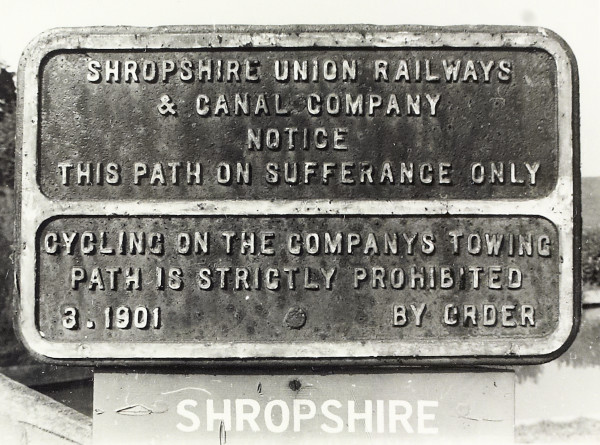 SHROPSHIRE UNION RAILWAYS
& CANAL COMPANY
NOTICE
THIS PATH ON SUFFERANCE ONLY
CYCLING ON THE COMPANYS TOWING
PATH IS STRICTLY PROHIBITED
3.1901 BY ORDER
SHROPSHIRE